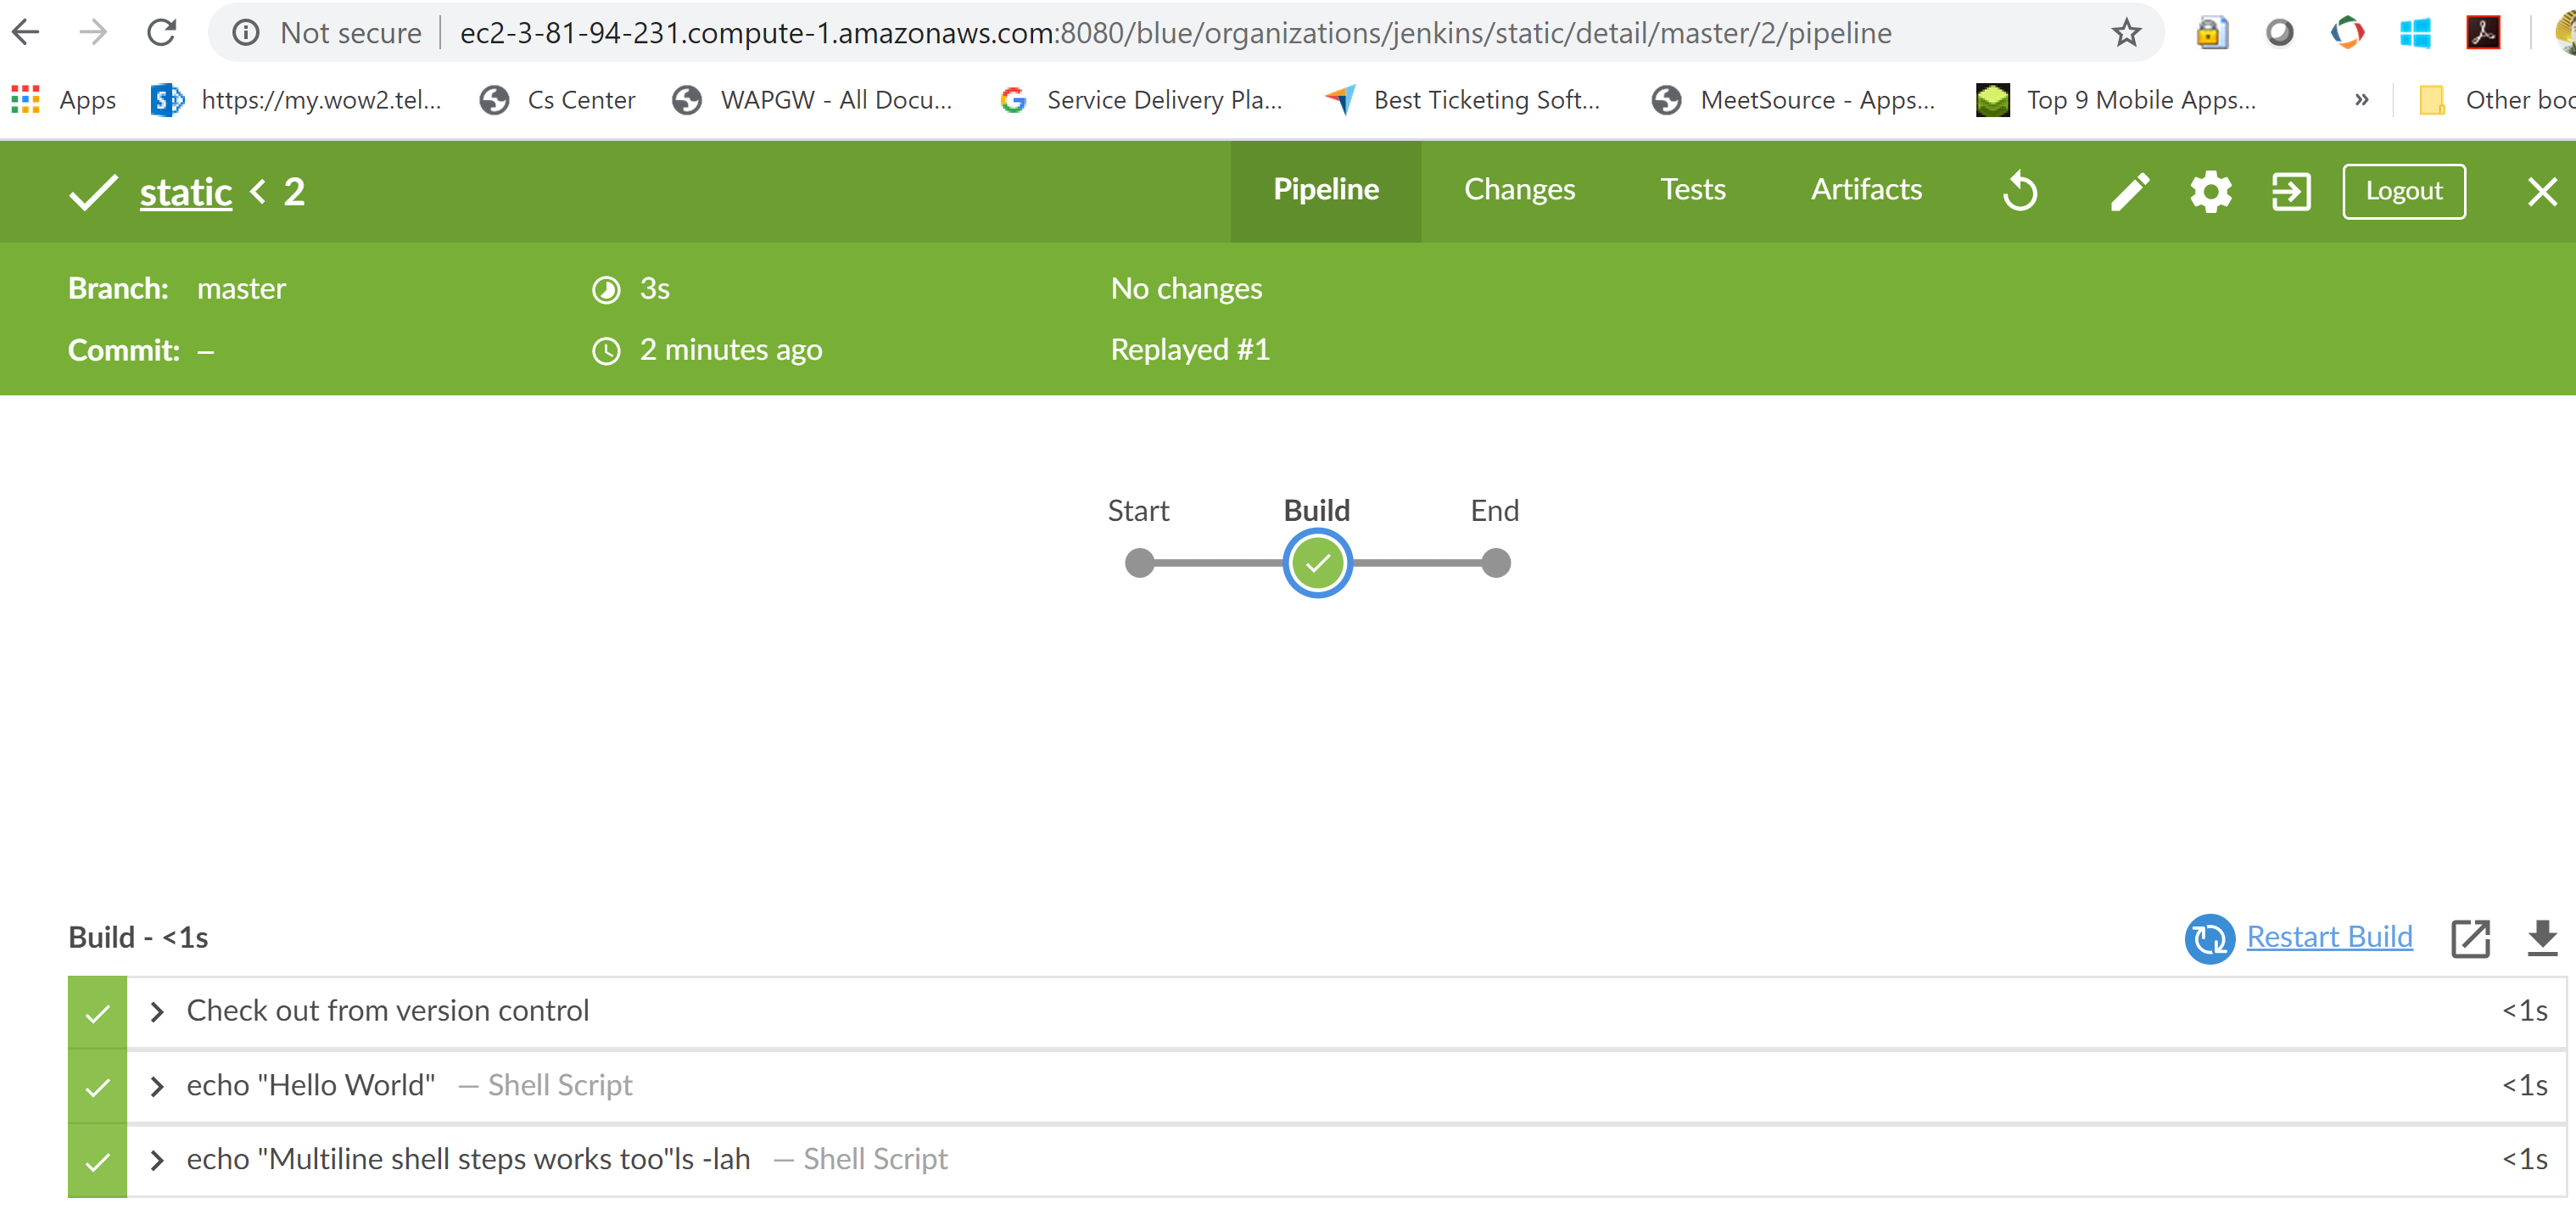 Not secure ec2-3-81-94-231.compute-1.amazonaws.com:8080/blue/organizations/jenkins/static/detail/master/2/pipeline
Apps https://my.wow2.tel... Cs Center WAPGW - All Docu... Service Delivery Pla... Best Ticketing Soft... MeetSource - Apps... Top 9 Mobile Apps... » Other boo
static < 2 Pipeline Changes Tests Artifacts Logout
Branch: master 3s No changes
Commit: – 2 minutes ago Replayed #1
Start Build End
Build - <1s Restart Build
Check out from version control <1s
echo "Hello World" — Shell Script <1s
echo "Multiline shell steps works too"ls -lah — Shell Script <1s